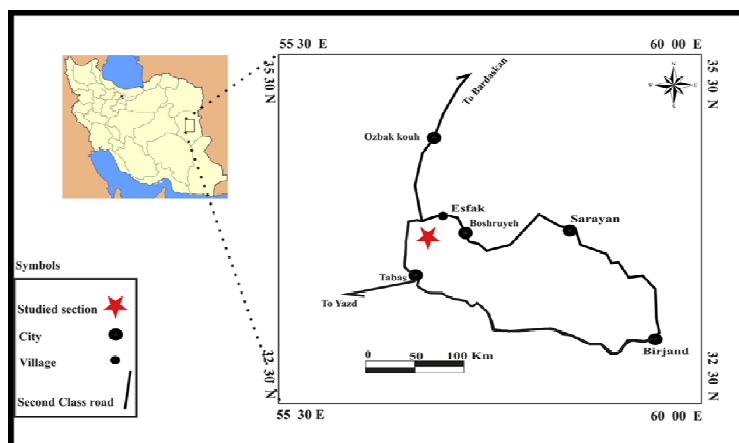 55 30 E
60 00 E
35 30 N
35 30 N
N
W
E
S
To Bardaskan
Ozbak kouh
Esfak
Boshruyeh
Sarayan
Tabas
To Yazd
Birjand
0 50 100 Km
32 30 N
32 30 N
55 30 E
60 00 E
Symbols
Studied section
City
Village
Second Class road